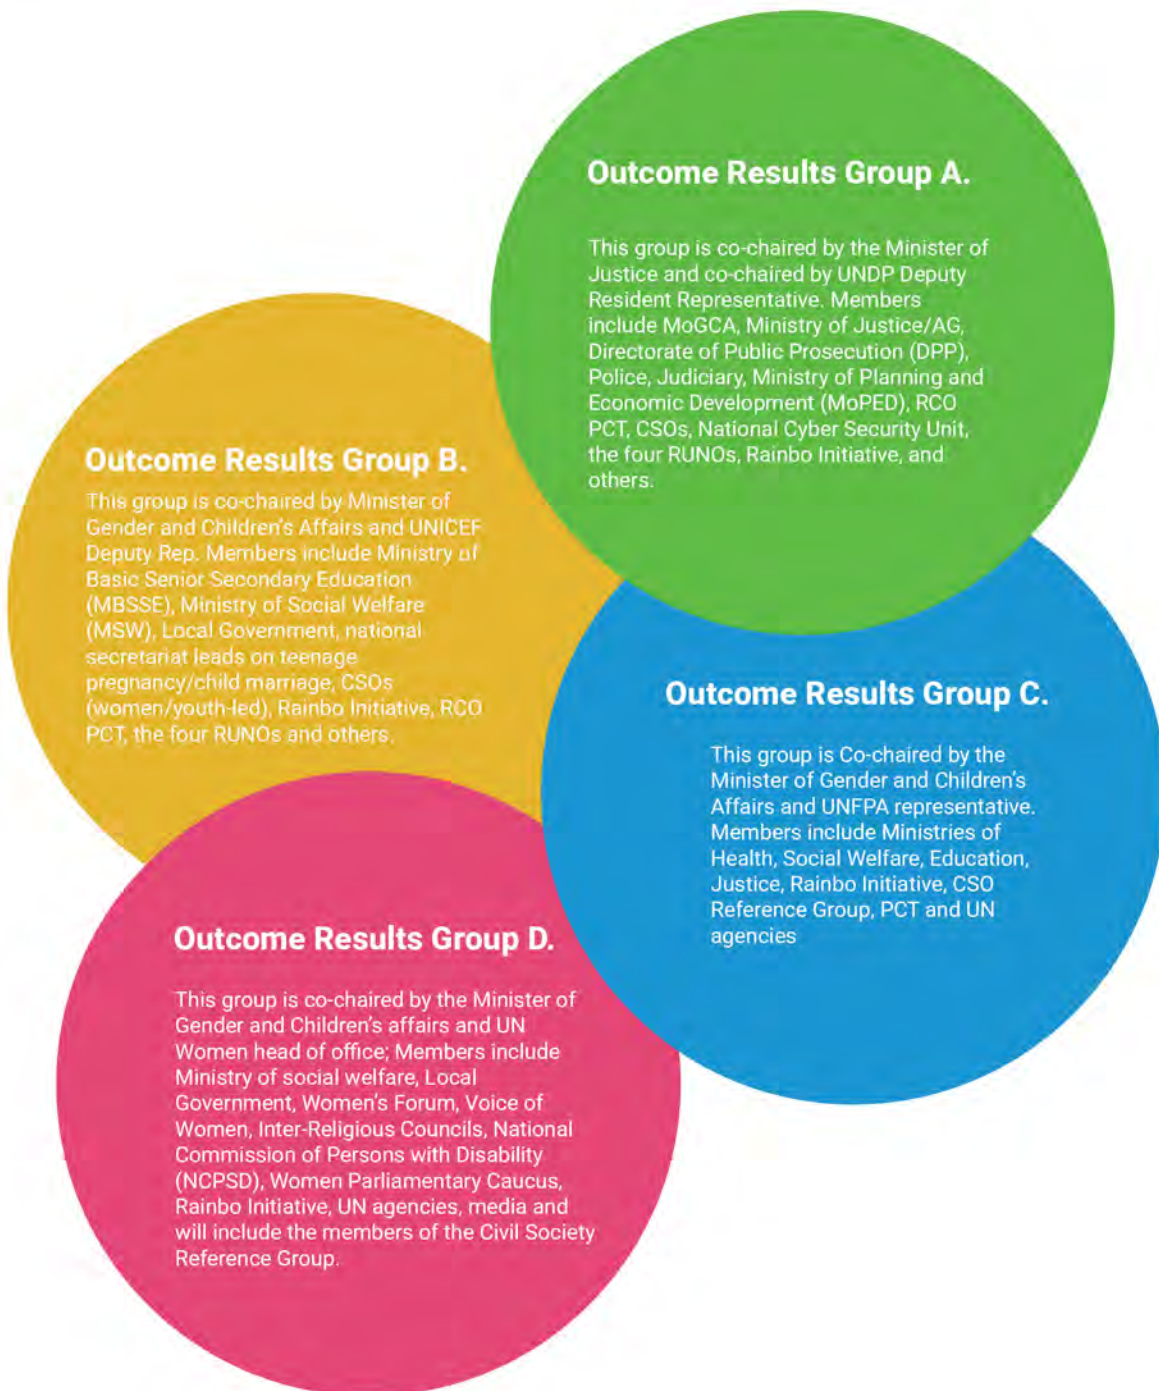 Outcome Results Group A.
This group is co-chaired by the Minister of
Justice and co-chaired by UNDP Deputy
Resident Representative. Members
include MoGCA, Ministry of Justice/AG,
Directorate of Public Prosecution (DPP),
Police, Judiciary, Ministry of Planning and
Economic Development (MoPED), RCO
PCT, CSOs, National Cyber Security Unit,
the four RUNOs, Rainbo Initiative, and
others.
Outcome Results Group B.
This group is co-chaired by Minister of
Gender and Children's Affairs and UNICEF
Deputy Rep. Members include Ministry of
Basic Senior Secondary Education
(MBSSE), Ministry of Social Welfare
(MSW), Local Government, national
secretariat leads on teenage
pregnancy/child marriage, CSOs
(women/youth-led), Rainbo Initiative, RCO
PCT, the four RUNOs and others.
Outcome Results Group C.
This group is Co-chaired by the
Minister of Gender and Children's
Affairs and UNFPA representative.
Members include Ministries of
Health, Social Welfare, Education,
Justice, Rainbo Initiative, CSO
Reference Group, PCT and UN
agencies
Outcome Results Group D.
This group is co-chaired by the Minister of
Gender and Children's affairs and UN
Women head of office; Members include
Ministry of social welfare, Local
Government, Women's Forum, Voice of
Women, Inter-Religious Councils, National
Commission of Persons with Disability
(NCPSD), Women Parliamentary Caucus,
Rainbo Initiative, UN agencies, media and
will include the members of the Civil Society
Reference Group.